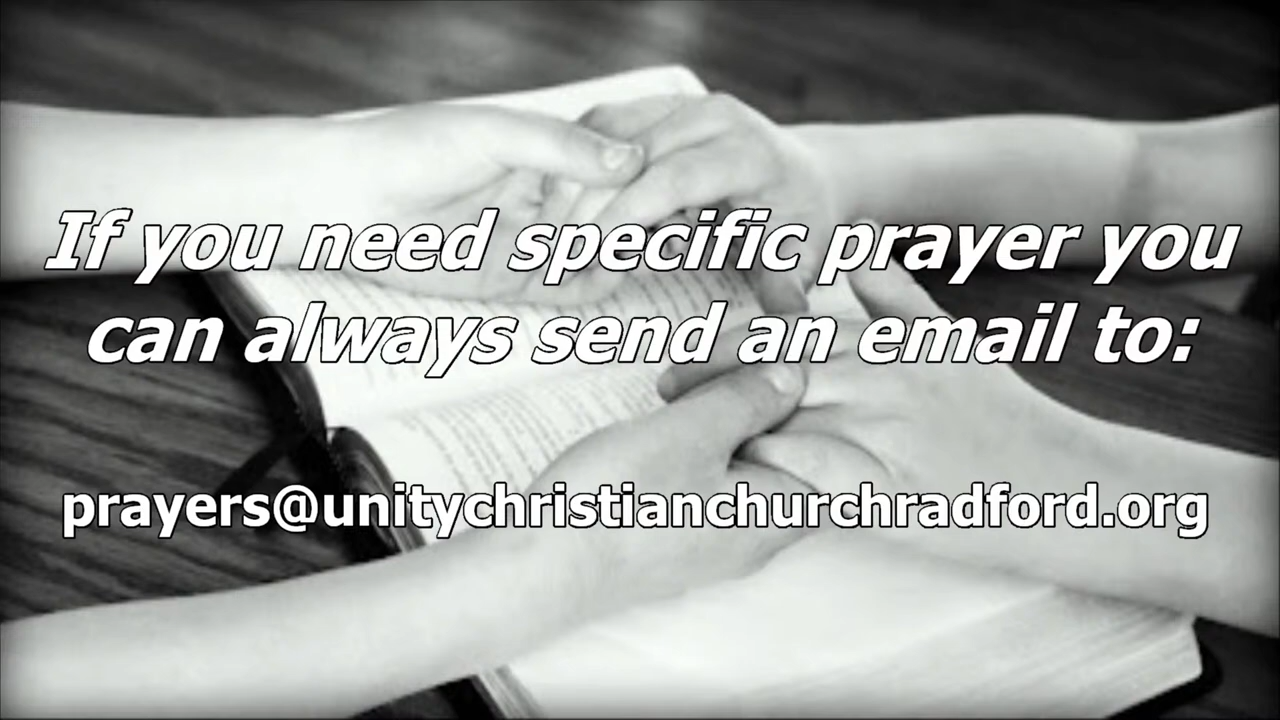 If you need specific prayer you
can always send an email to:
prayers@unitychristianchurchradford.org